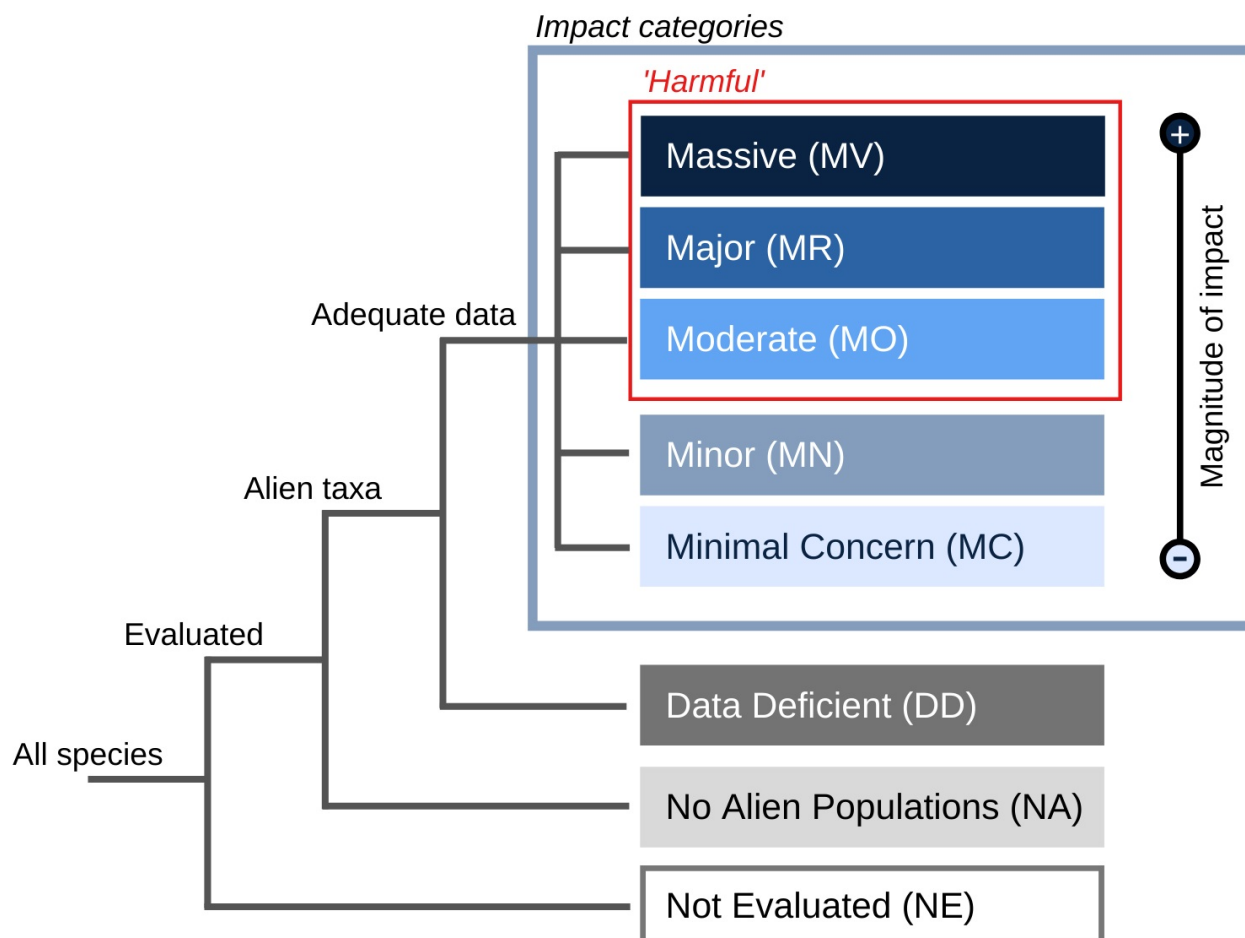 Impact categories
'Harmful'
Massive (MV)
+
Major (MR)
Adequate data
Moderate (MO)
Magnitude of impact
Alien taxa
Minor (MN)
Minimal Concern (MC)
-
Evaluated
Data Deficient (DD)
All species
No Alien Populations (NA)
Not Evaluated (NE)